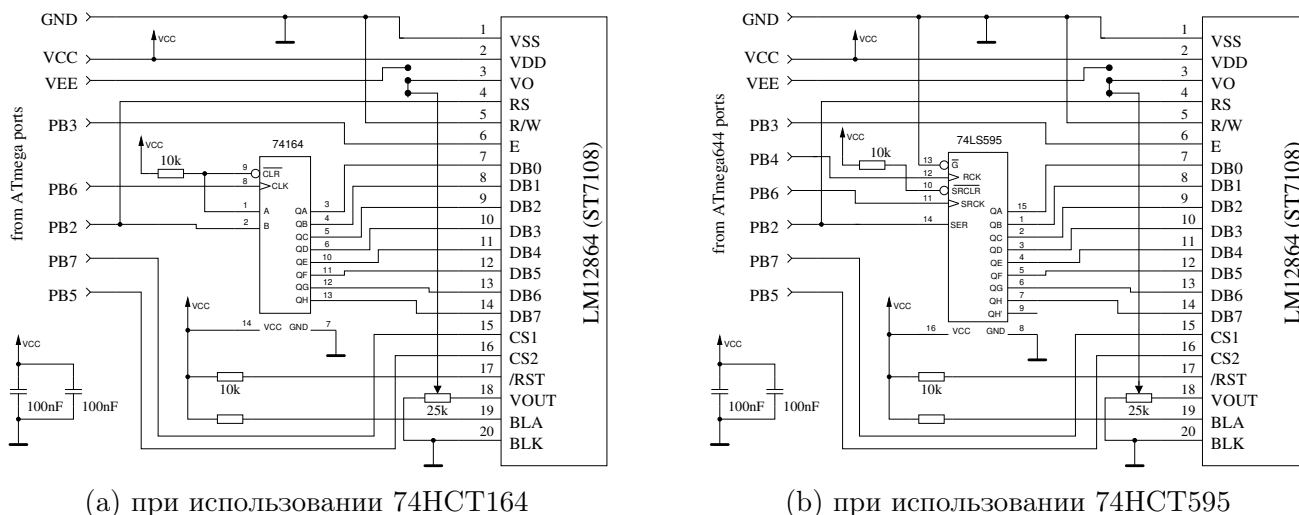 GND
VCC
VEE
PB3
PB6
PB2
PB7
PB5
from ATmega ports
VCC
VCC
10k
74164
9
CLR
8
CLK
1
A
2
B
QA
3
QB
4
QC
5
QD
6
QE
10
QF
11
QG
12
QH
13
14
VCC
GND
7
VCC
VCC
100nF
100nF
10k
25k
1
VSS
2
VDD
3
VO
4
RS
5
R/W
6
E
7
DB0
8
DB1
9
DB2
10
DB3
11
DB4
12
DB5
13
DB6
14
DB7
15
CS1
16
CS2
17
/RST
18
VOUT
19
BLA
20
BLK
LM12864 (ST7108)
(a) при использовании 74HCT164
GND
VCC
VEE
PB3
PB4
PB6
PB2
PB7
PB5
from ATmega644 ports
VCC
VCC
10k
74LS595
13
G
12
RCK
10
SRCLR
11
SRCK
14
SER
QA
15
QB
1
QC
2
QD
3
QE
4
QF
5
QG
6
QH
7
QH'
9
16
VCC
GND
8
VCC
VCC
100nF
100nF
10k
25k
1
VSS
2
VDD
3
VO
4
RS
5
R/W
6
E
7
DB0
8
DB1
9
DB2
10
DB3
11
DB4
12
DB5
13
DB6
14
DB7
15
CS1
16
CS2
17
/RST
18
VOUT
19
BLA
20
BLK
LM12864 (ST7108)
(b) при использовании 74HCT595